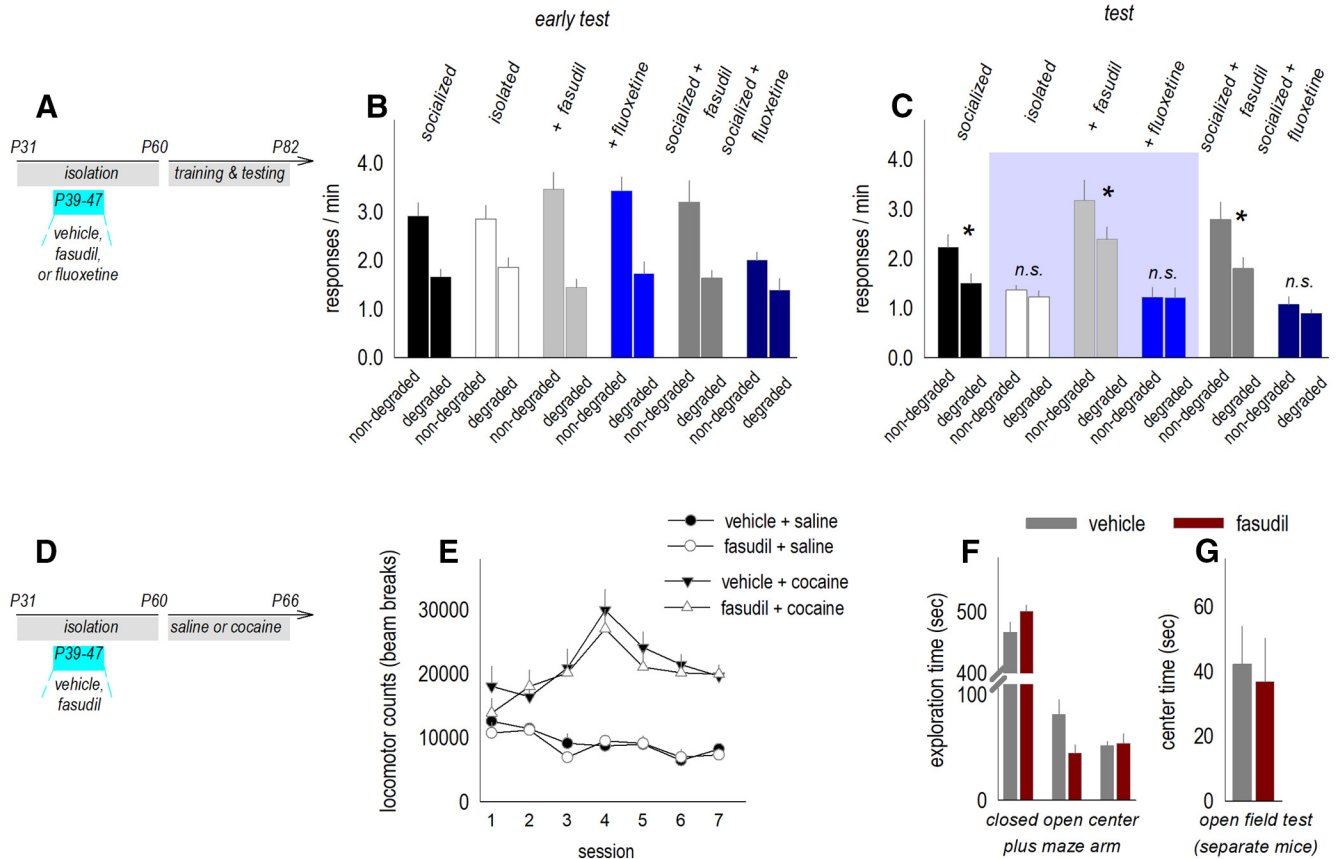 early test
test
A
P31 P60 P82
isolation training & testing
P39-47
vehicle,
fasudil,
or fluoxetine
B
socialized
isolated
+ fasudil
+ fluoxetine
socialized +
fasudil
socialized +
fluoxetine
responses / min
4.0
3.0
2.0
1.0
0.0
non-degraded
degraded
non-degraded
degraded
non-degraded
degraded
non-degraded
degraded
non-degraded
degraded
non-degraded
degraded
C
socialized
isolated
+ fasudil
+ fluoxetine
socialized +
fasudil
socialized +
fluoxetine
responses / min
4.0
3.0
2.0
1.0
0.0
*
n.s.
*
n.s.
*
n.s.
non-degraded
degraded
non-degraded
degraded
non-degraded
degraded
non-degraded
degraded
non-degraded
degraded
non-degraded
degraded
D
P31 P60 P66
isolation saline or cocaine
P39-47
vehicle,
fasudil
E
vehicle + saline
fasudil + saline
vehicle + cocaine
fasudil + cocaine
locomotor counts (beam breaks)
30000
20000
10000
0
1 2 3 4 5 6 7
session
vehicle fasudil
F
exploration time (sec)
500
400
100
0
closed open center
plus maze arm
G
center time (sec)
60
40
20
0
open field test
(separate mice)